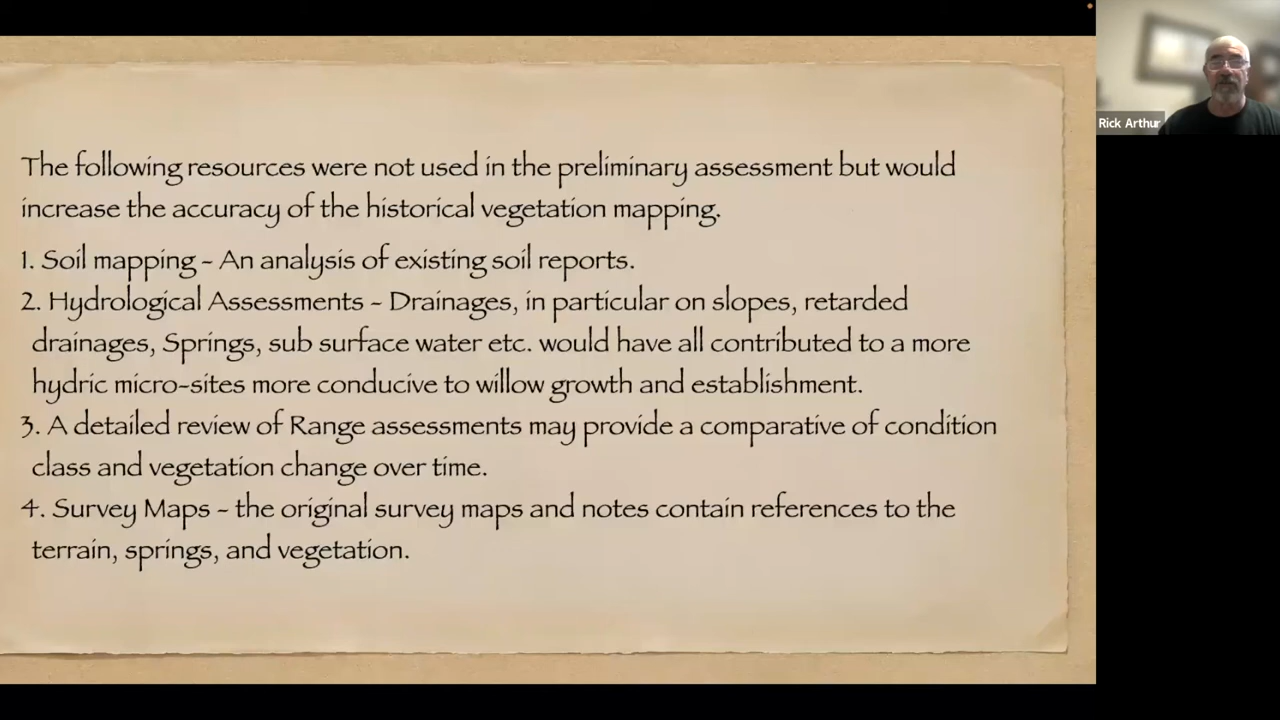 The following resources were not used in the preliminary assessment but would
increase the accuracy of the historical vegetation mapping.
1. Soil mapping - An analysis of existing soil reports.
2. Hydrological Assessments - Drainages, in particular on slopes, retarded
drainages, Springs, sub surface water etc. would have all contributed to a more
hydric micro-sites more conducive to willow growth and establishment.
3. A detailed review of Range assessments may provide a comparative of condition
class and vegetation change over time.
4. Survey Maps - the original survey maps and notes contain references to the
terrain, springs, and vegetation.
Rick Arthur